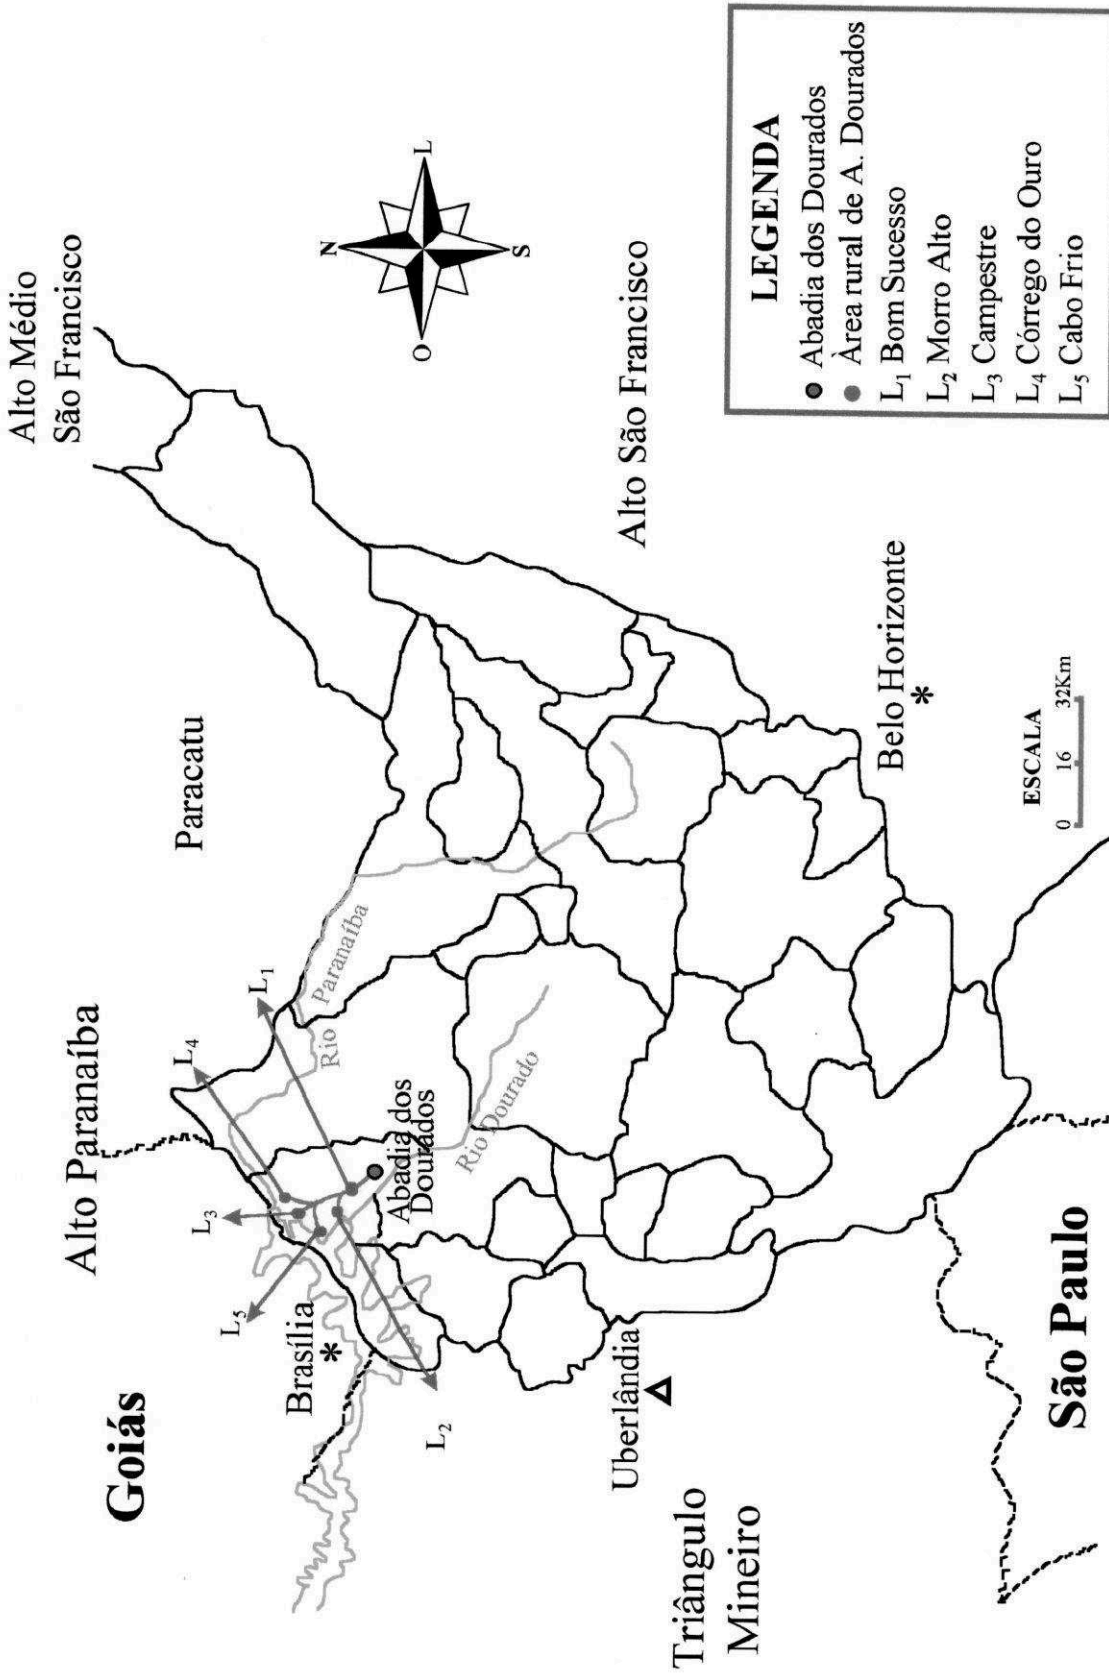 Alto Médio
São Francisco
Alto Paranaíba
Paracatu
Goiás
L4
L1
L3
L5
Rio Paranaíba
N
O
L
S
Brasília
*
Abadia dos
Dourados
Rio Dourado
L2
Alto São Francisco
Uberlândia
Triângulo
Mineiro
Belo Horizonte
*
São Paulo
ESCALA
0 16 32Km
LEGENDA
Abadia dos Dourados
Àrea rural de A. Dourados
L1 Bom Sucesso
L2 Morro Alto
L3 Campestre
L4 Córrego do Ouro
L5 Cabo Frio